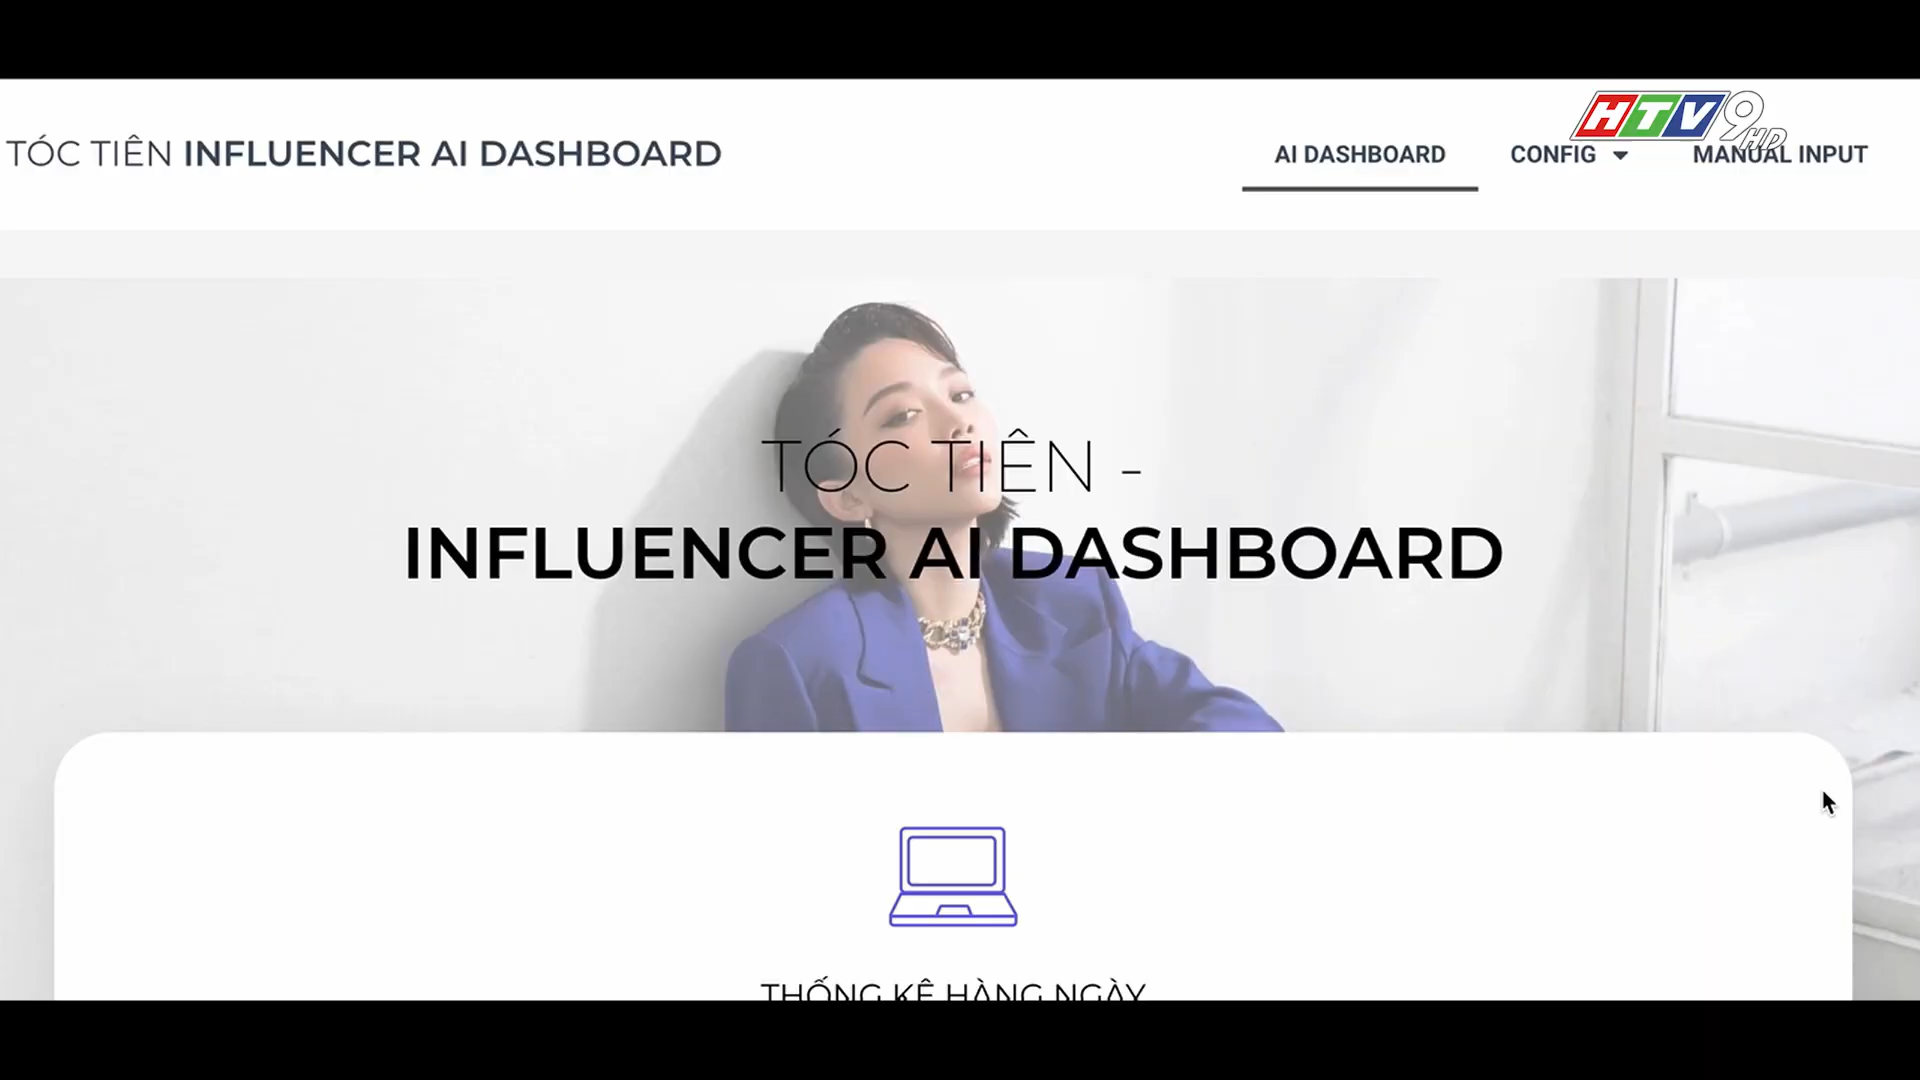 HTV9 HD
TÓC TIÊN INFLUENCER AI DASHBOARD
AI DASHBOARD
CONFIG
MANUAL INPUT
TÓC TIÊN -
INFLUENCER AI DASHBOARD
THỐNG KÊ HÀNG NGÀY